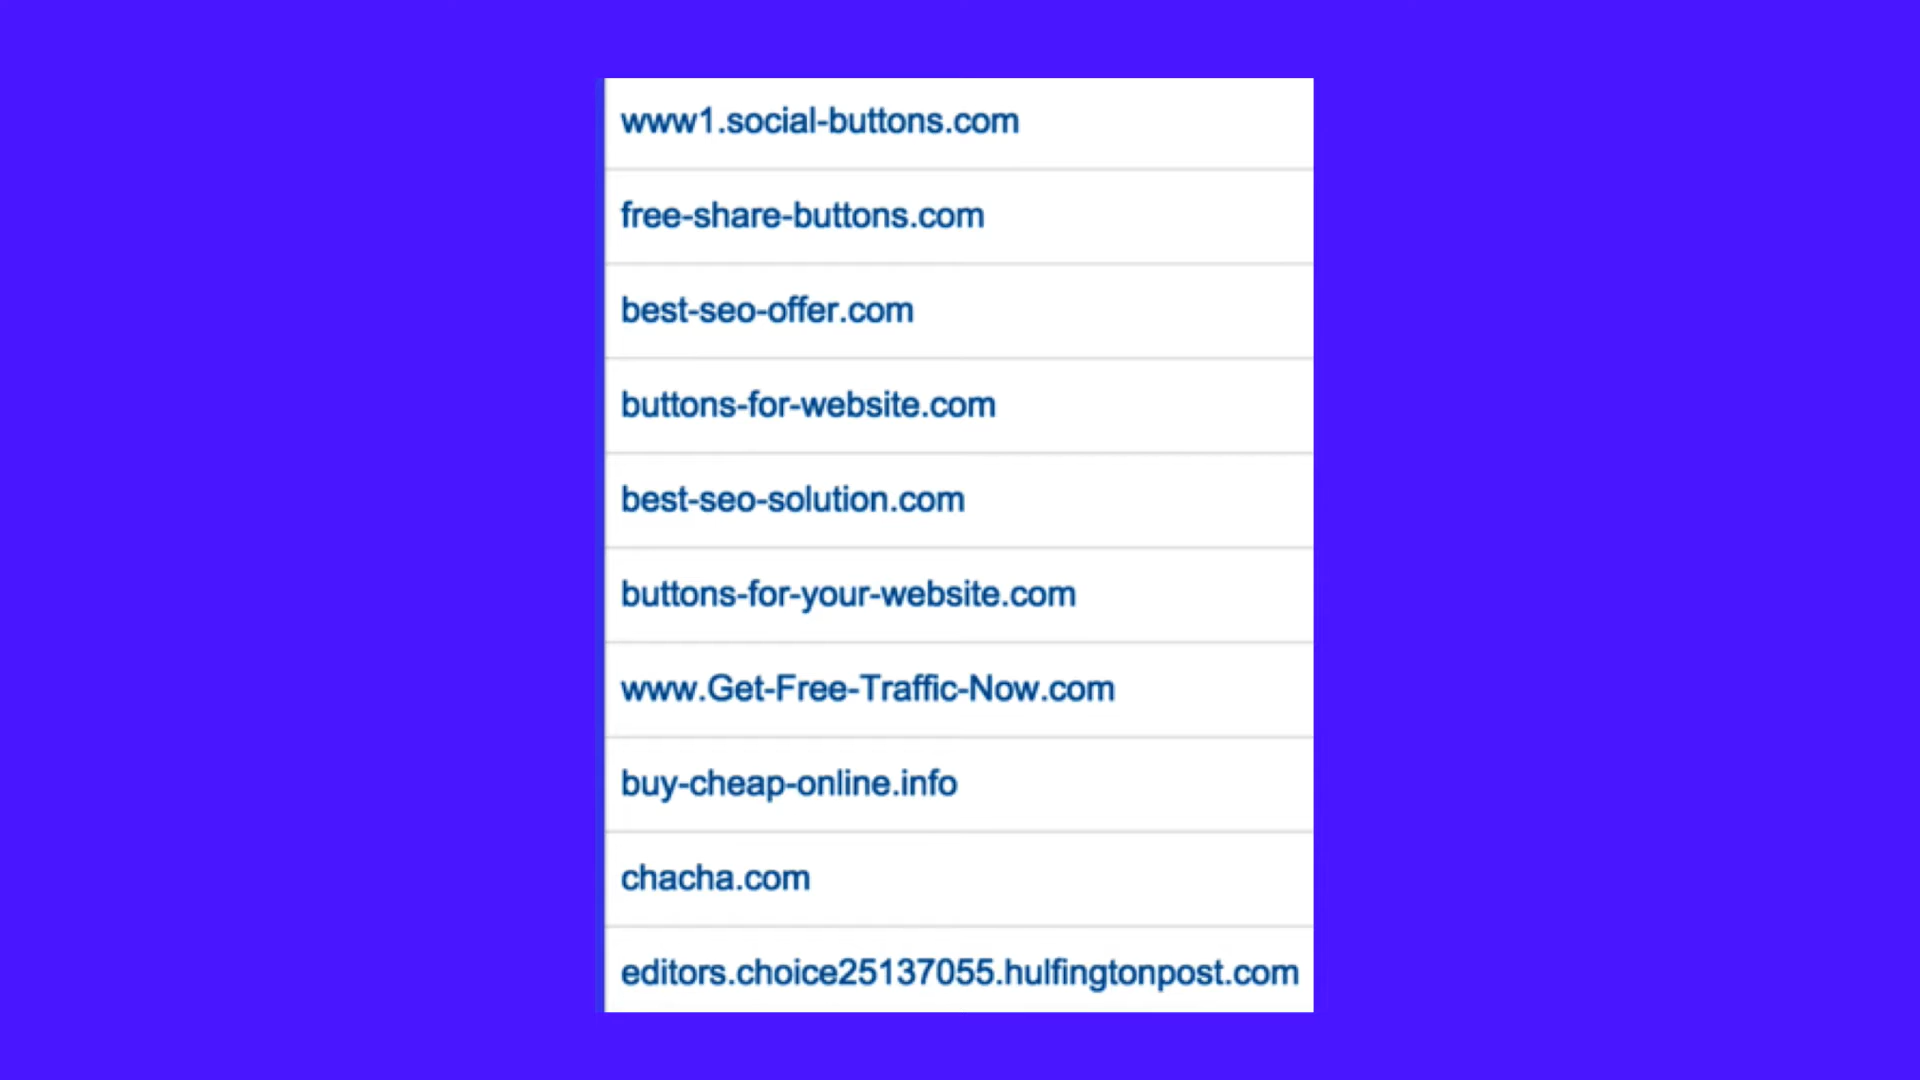 www1.social-buttons.com
free-share-buttons.com
best-seo-offer.com
buttons-for-website.com
best-seo-solution.com
buttons-for-your-website.com
www.Get-Free-Traffic-Now.com
buy-cheap-online.info
chacha.com
editors.choice25137055.hulfingtonpost.com